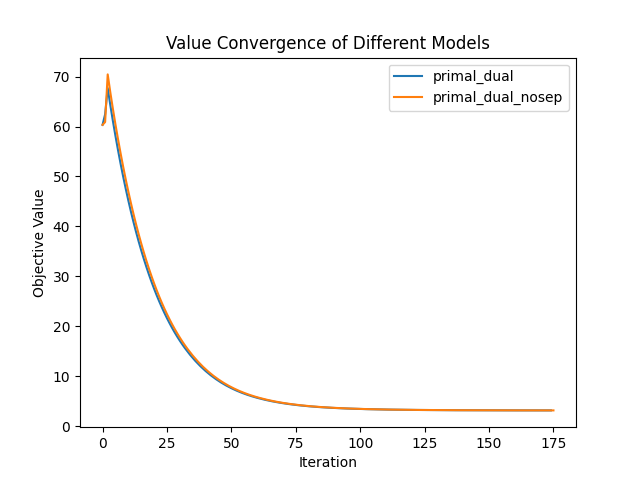 Value Convergence of Different Models
primal_dual
primal_dual_nosep
Objective Value
70
60
50
40
30
20
10
0
0 25 50 75 100 125 150 175
Iteration